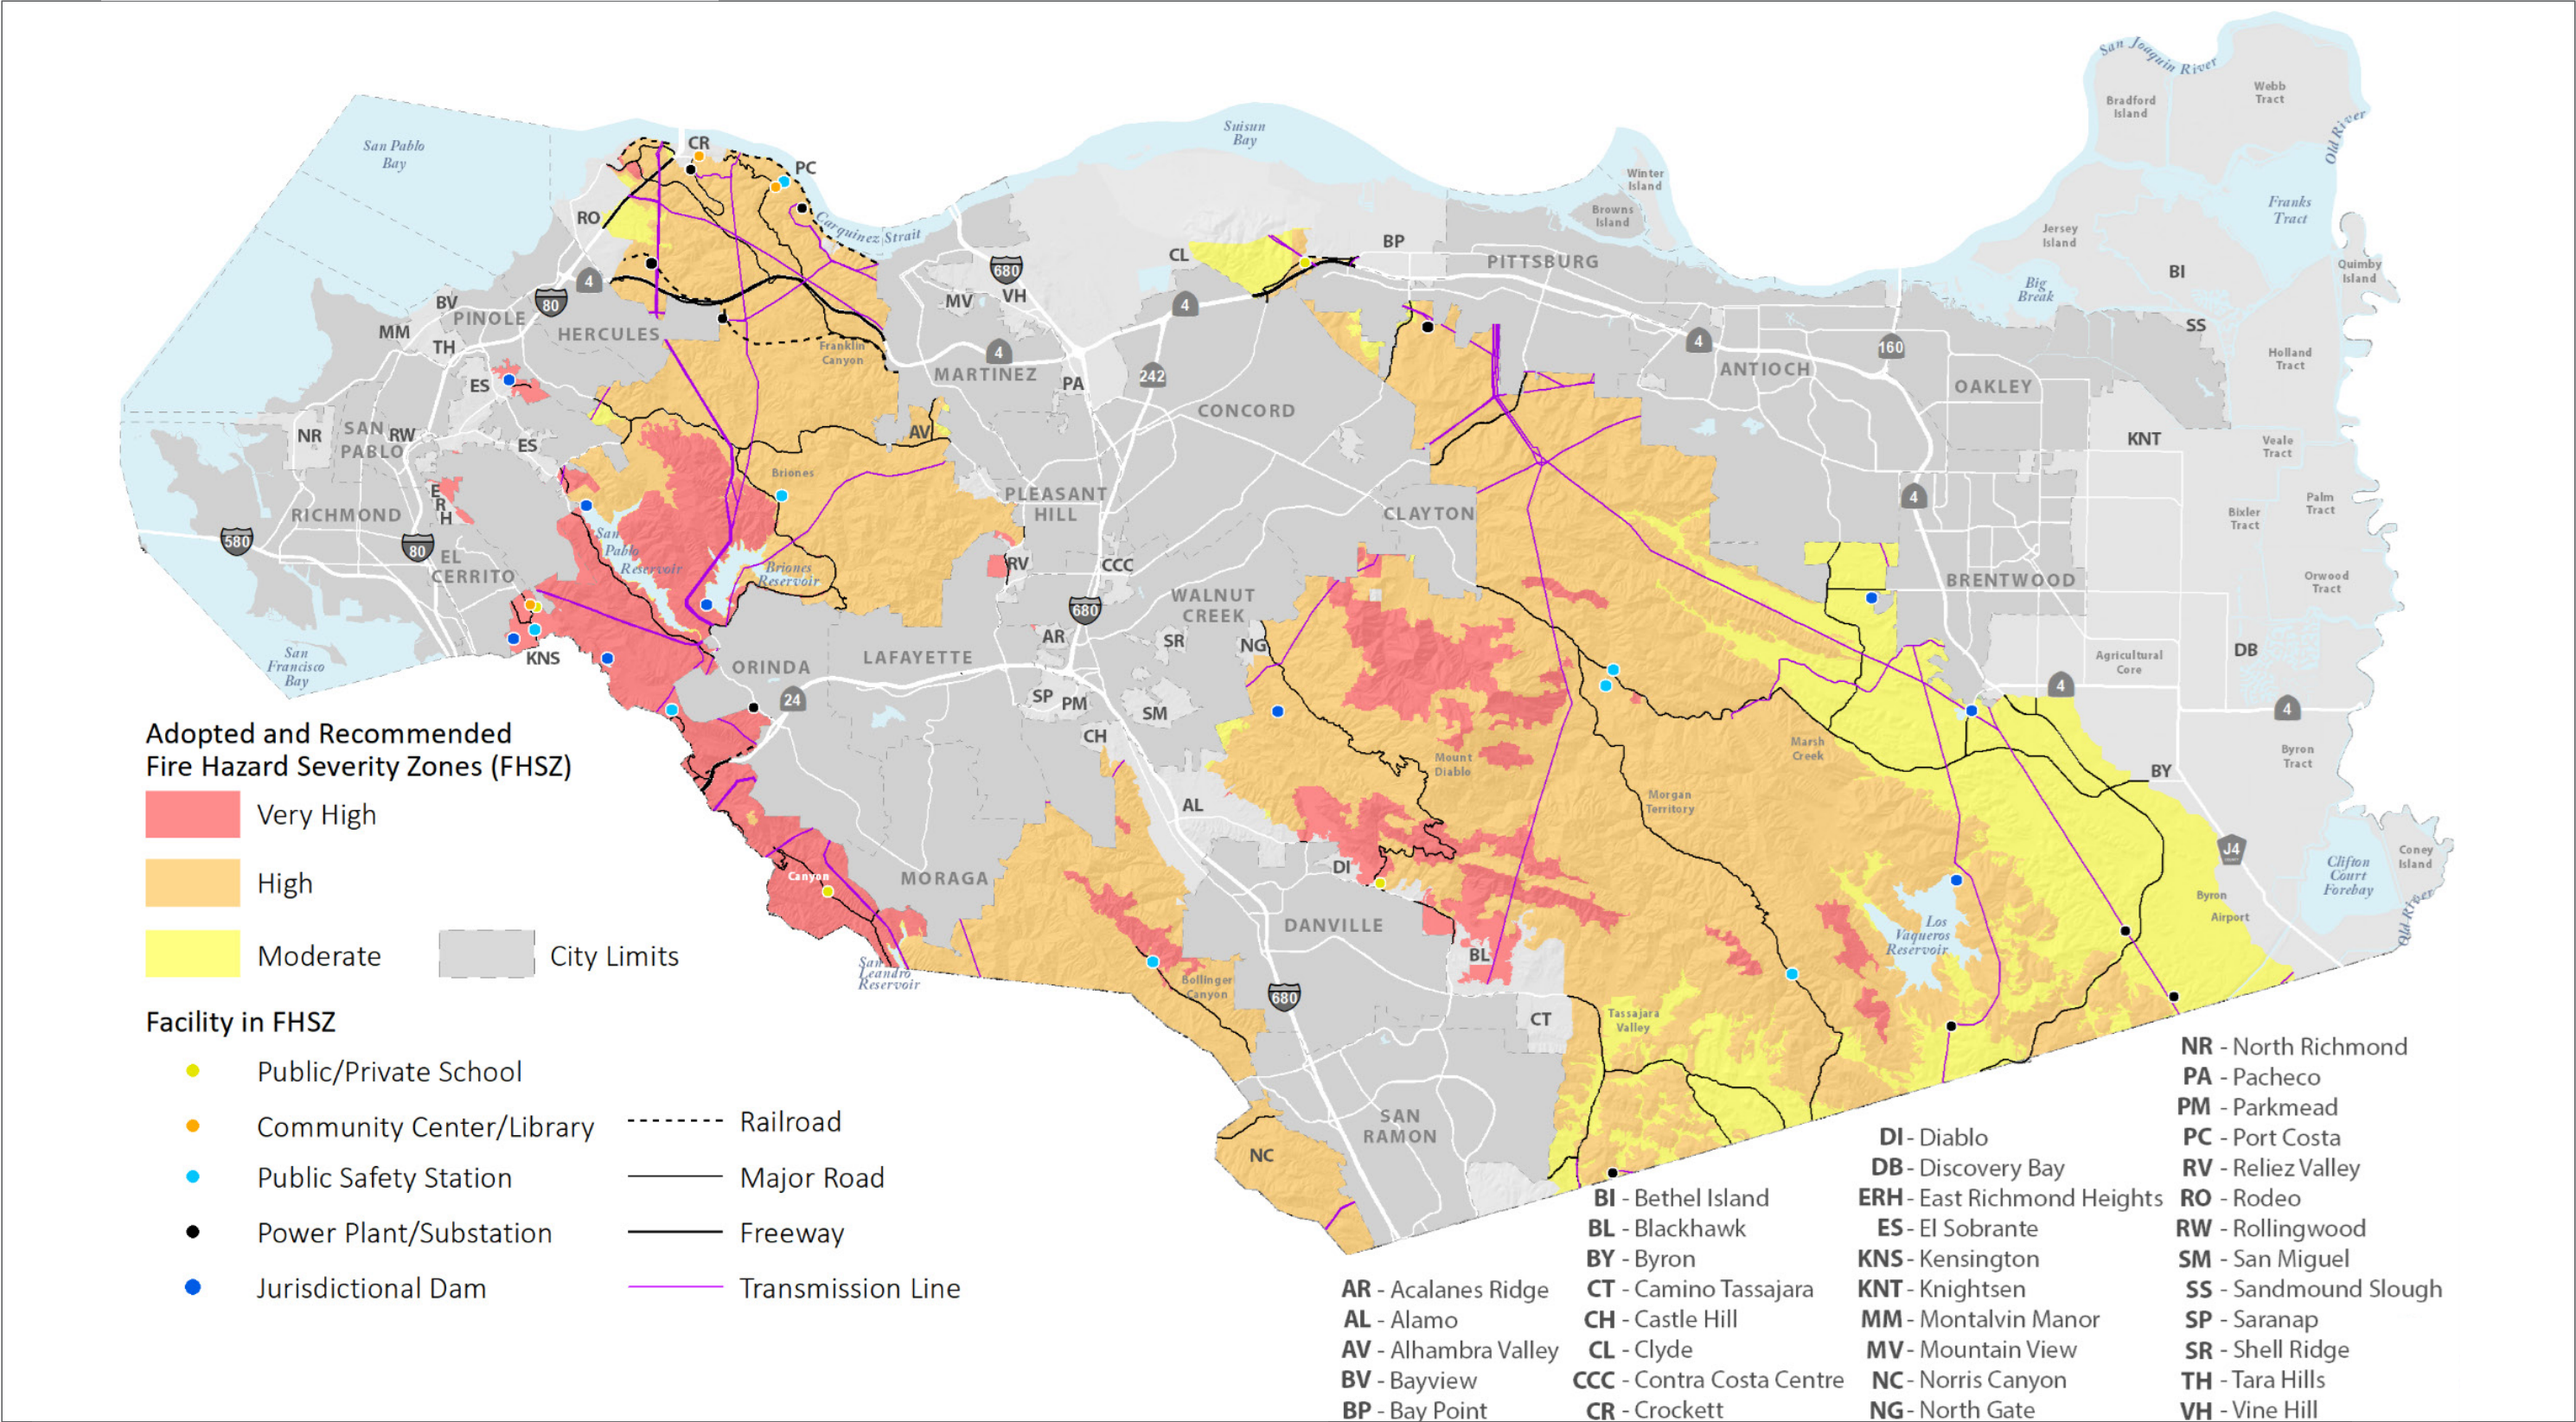 San Joaquin River
Webb
Tract
Bradford
Island
Old River
Suisun
Bay
San Pablo
Bay
CR
PC
Winter
Island
Franks
Tract
Browns
Island
RO
Carquinez Strait
Jersey
Island
CL
BP
PITTSBURG
680
4
Quimby
Island
BI
Big
Break
MV
VH
BV
PINOLE
80
4
MM
HERCULES
TH
SS
4
160
Franklin
Canyon
4
MARTINEZ
PA
242
ANTIOCH
Holland
Tract
ES
OAKLEY
CONCORD
NR
SAN
PABLO
RW
AV
ES
KNT
Veale
Tract
Briones
E
R
H
PLEASANT
HILL
CLAYTON
4
Palm
Tract
Bixler
Tract
RICHMOND
580
80
San
Pablo
Reservoir
EL
CERRITO
Briones
Reservoir
RV
CCC
BRENTWOOD
Orwood
Tract
WALNUT
CREEK
680
AR
SR
NG
KNS
San
Francisco
Bay
ORINDA
LAFAYETTE
Agricultural
Core
DB
24
SP
PM
SM
4
4
CH
Marsh
Creek
Mount
Diablo
Byron
Tract
BY
AL
Morgan
Territory
J4
Clifton
Court
Forebay
Coney
Island
DI
Canyon
MORAGA
Byron
Airport
Old River
DANVILLE
Los
Vaqueros
Reservoir
BL
San
Leandro
Reservoir
Bollinger
Canyon
680
CT
Tassajara
Valley
SAN
RAMON
NC
Adopted and Recommended
Fire Hazard Severity Zones (FHSZ)
Very High
High
Moderate
City Limits
Facility in FHSZ
Public/Private School
Community Center/Library
Public Safety Station
Power Plant/Substation
Jurisdictional Dam
Railroad
Major Road
Freeway
Transmission Line
AR - Acalanes Ridge
AL - Alamo
AV - Alhambra Valley
BV - Bayview
BP - Bay Point
BI - Bethel Island
BL - Blackhawk
BY - Byron
CT - Camino Tassajara
CH - Castle Hill
CL - Clyde
CCC - Contra Costa Centre
CR - Crockett
DI - Diablo
DB - Discovery Bay
ERH - East Richmond Heights
ES - El Sobrante
KNS - Kensington
KNT - Knightsen
MM - Montalvin Manor
MV - Mountain View
NC - Norris Canyon
NG - North Gate
NR - North Richmond
PA - Pacheco
PM - Parkmead
PC - Port Costa
RV - Reliez Valley
RO - Rodeo
RW - Rollingwood
SM - San Miguel
SS - Sandmound Slough
SP - Saranap
SR - Shell Ridge
TH - Tara Hills
VH - Vine Hill